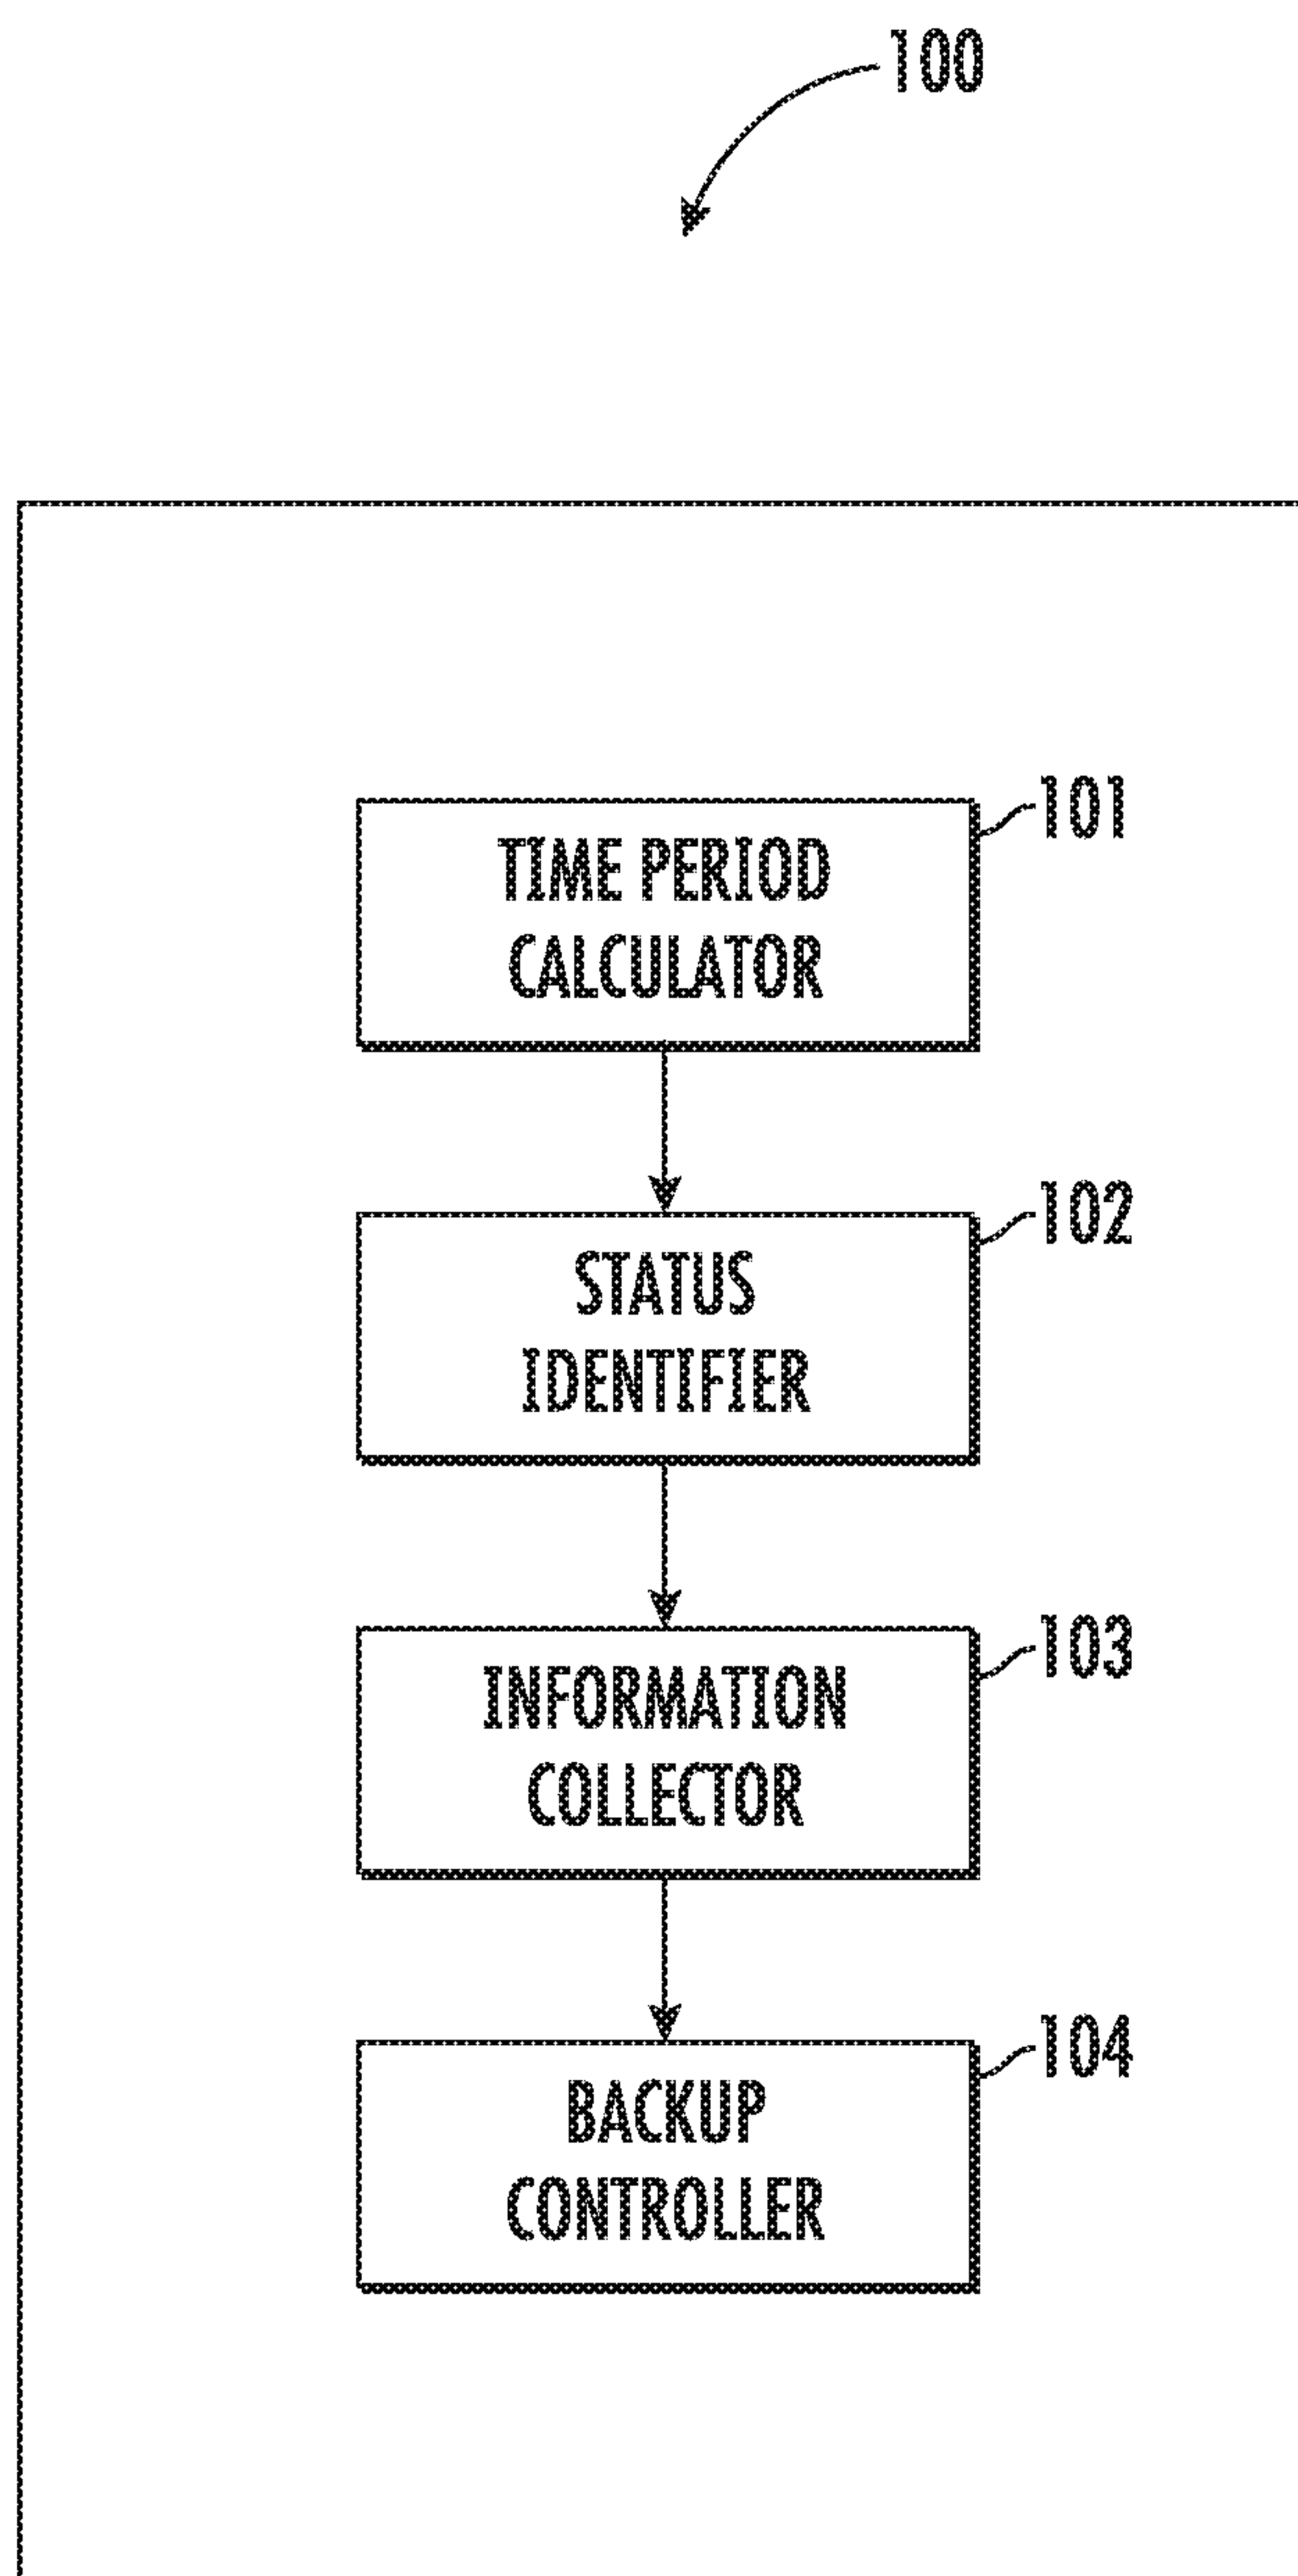 100
101
TIME PERIOD
CALCULATOR
102
STATUS
IDENTIFIER
103
INFORMATION
COLLECTOR
104
BACKUP
CONTROLLER